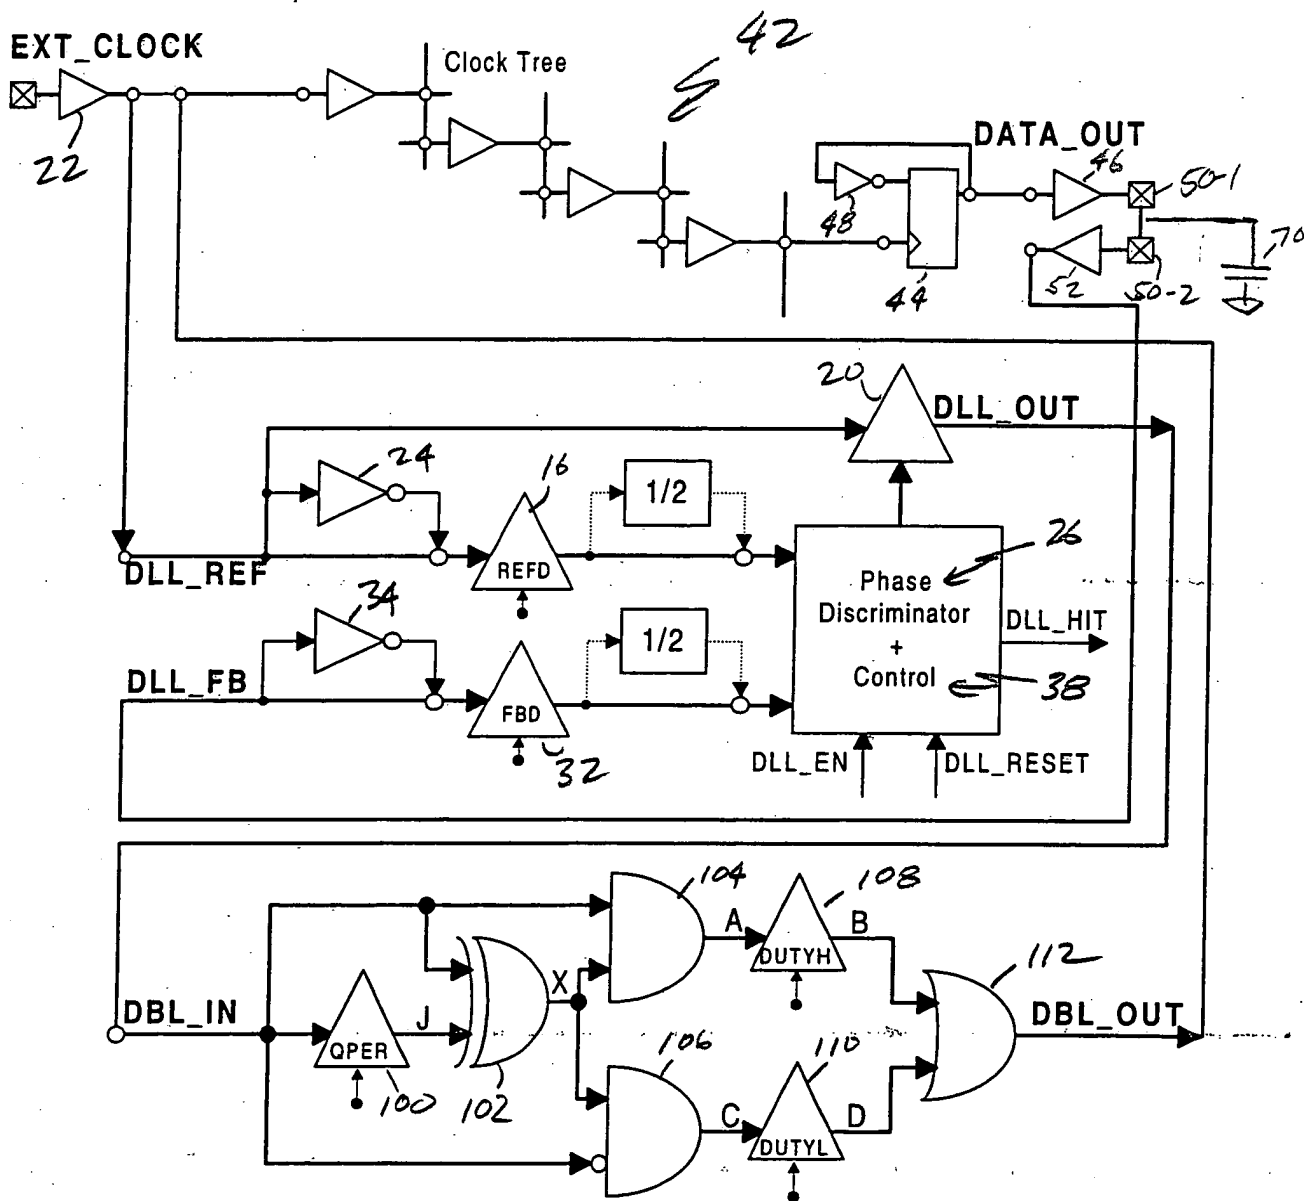 42
EXT_CLOCK
Clock Tree
22
DATA_OUT
46
50-1
48
44
52
50-2
70
20
DLL_OUT
24
16
1/2
REFD
DLL_REF
26
Phase
Discriminator
+
Control
38
DLL_HIT
34
1/2
DLL_FB
FBD
32
DLL_EN
DLL_RESET
104
108
A
DUTYH
B
112
X
DBL_IN
J
QPER
100
102
DBL_OUT
106
110
C
DUTYL
D